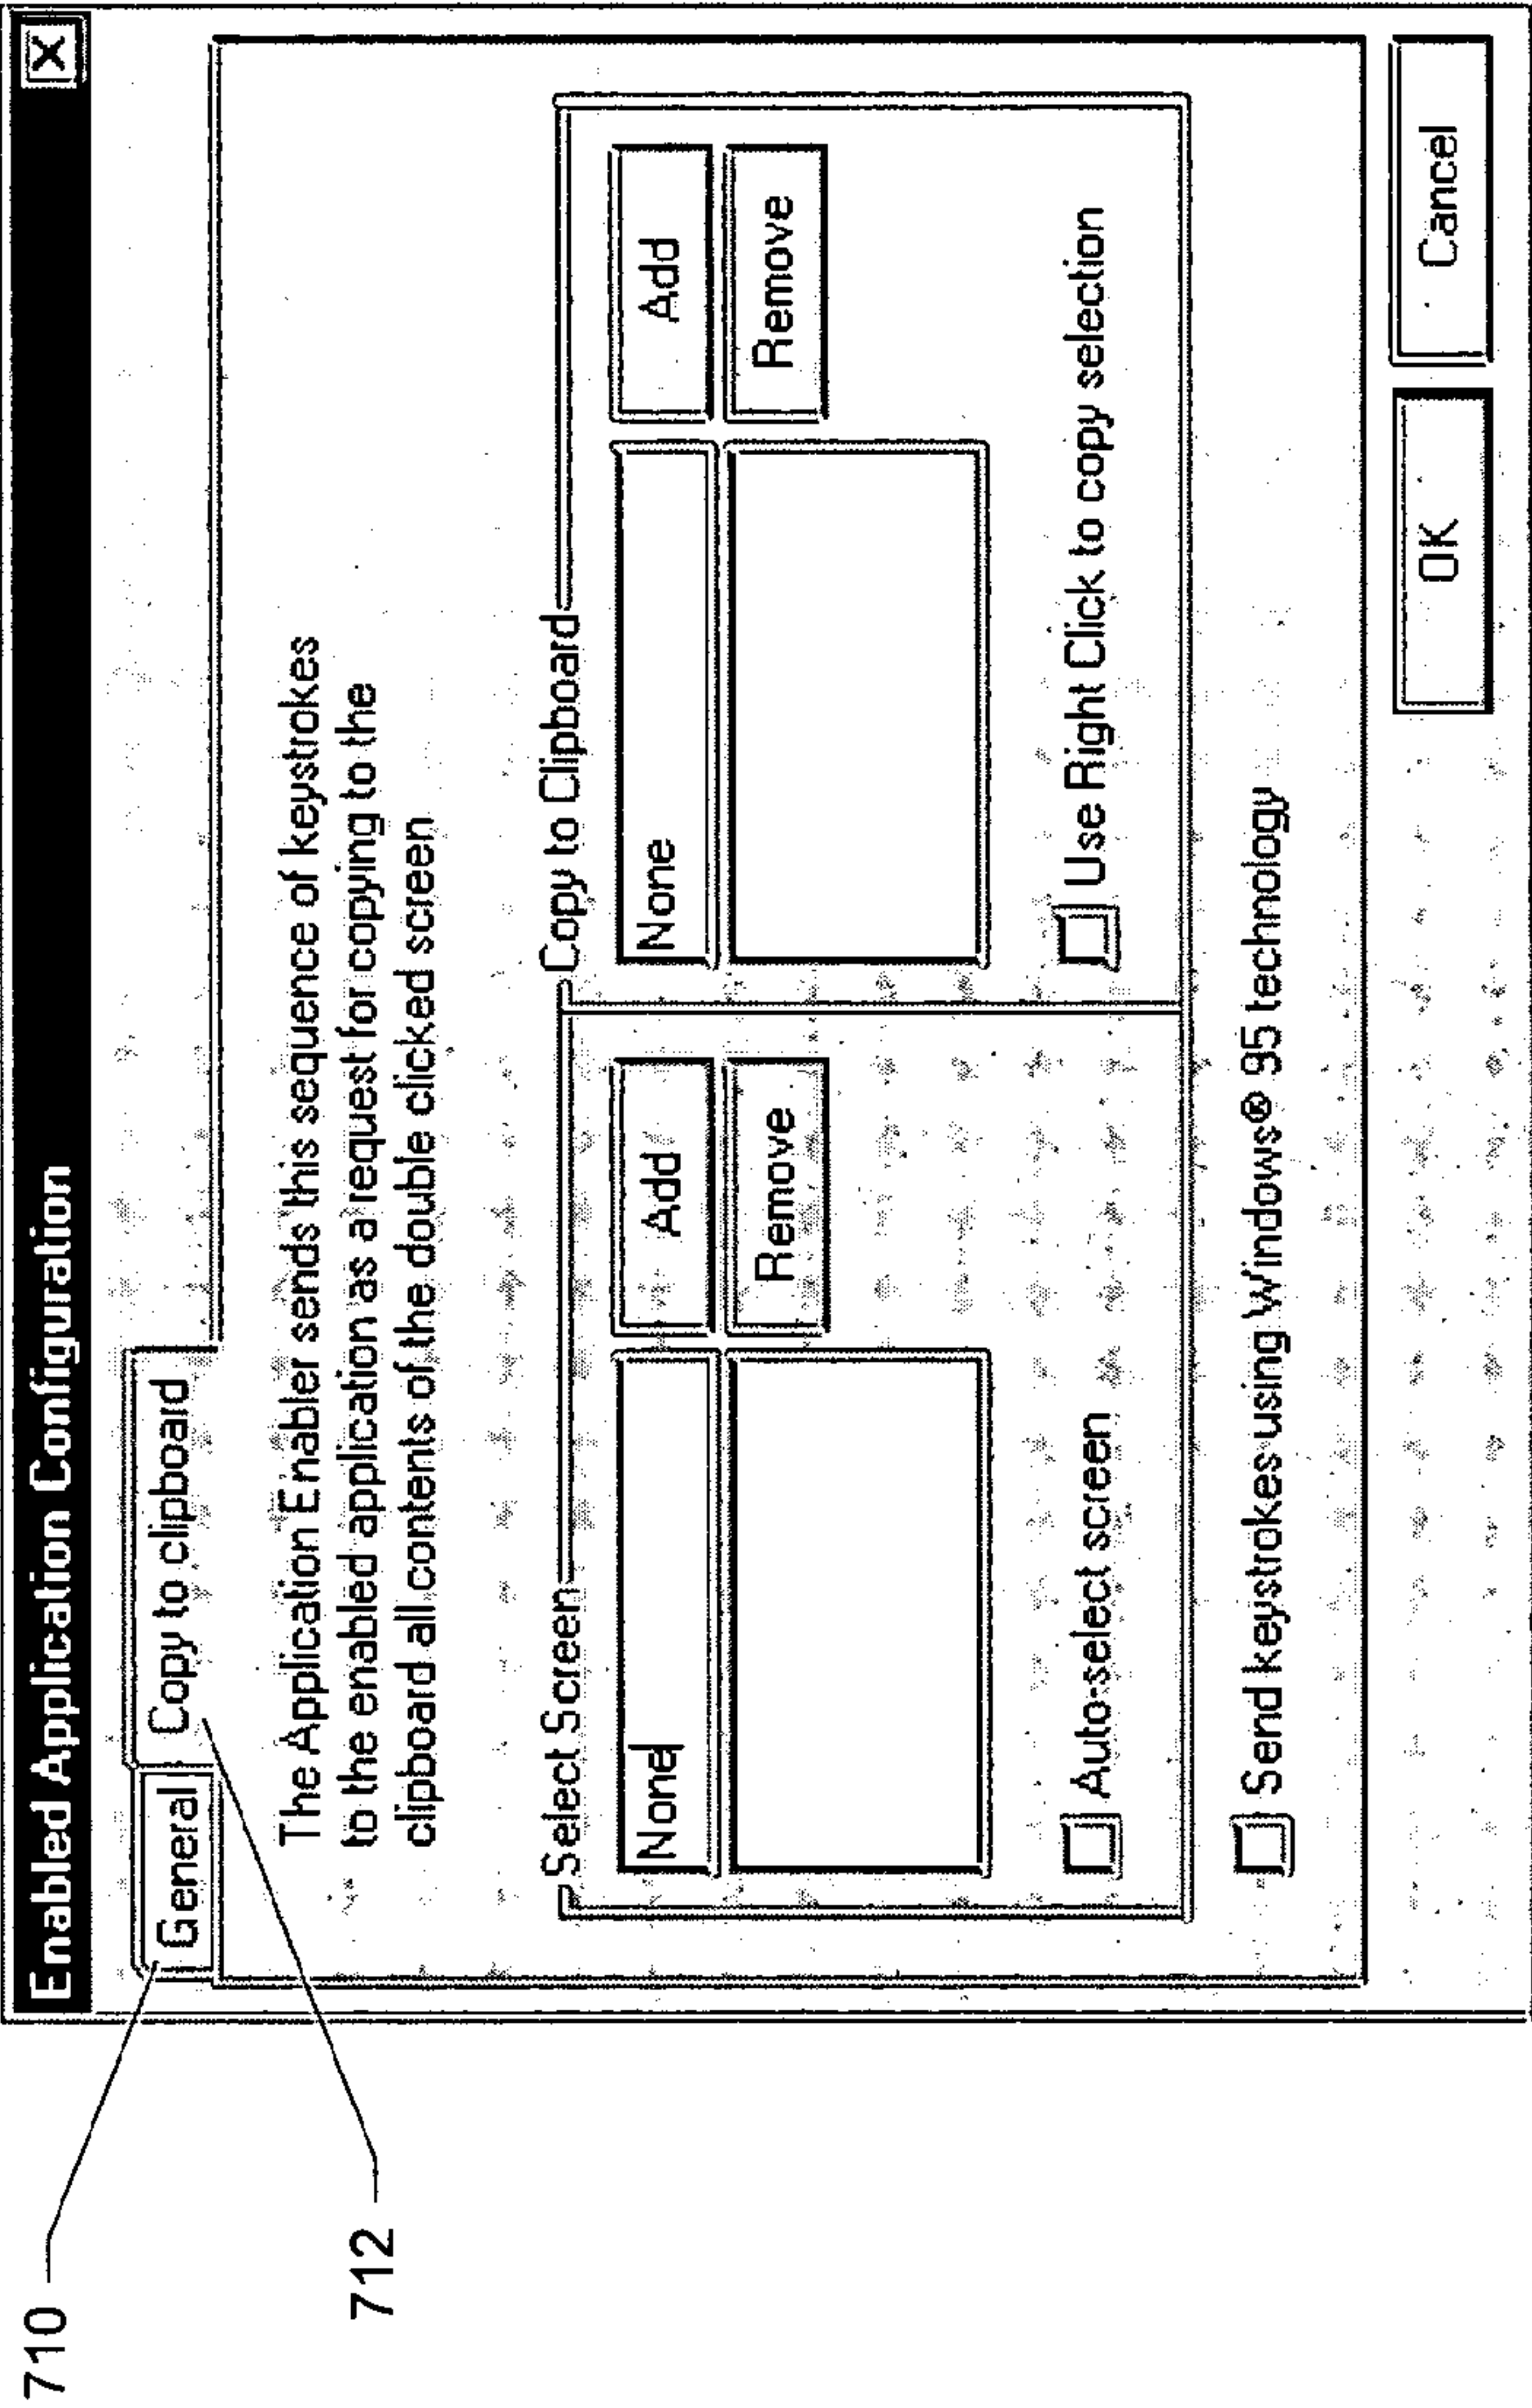 Enabled Application Configuration
X
710
General
Copy to clipboard
712
The Application Enabler sends this sequence of keystrokes
to the enabled application as a request for copying to the
clipboard all contents of the double clicked screen
Select Screen
None
Add
Remove
Auto-select screen
Copy to Clipboard
None
Add
Remove
Use Right Click to copy selection
Send keystrokes using Windows® 95 technology
OK
Cancel